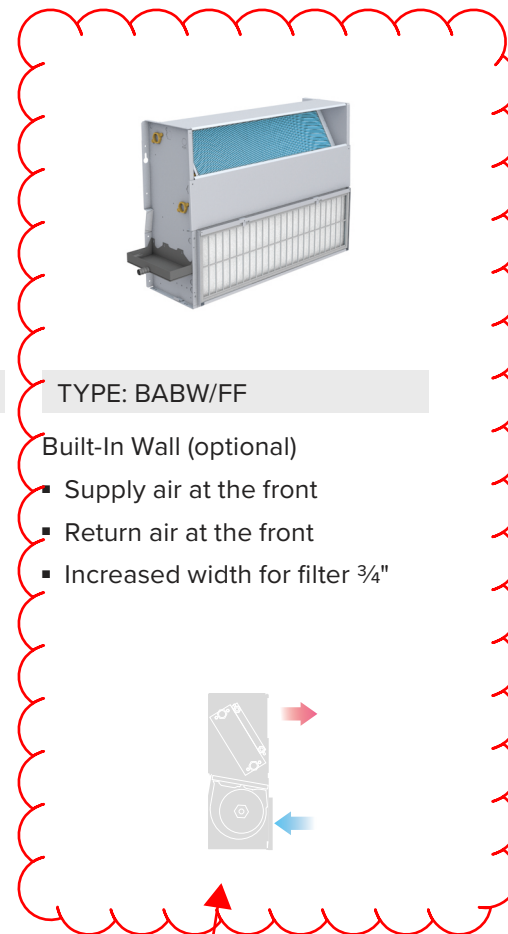 TYPE: BABW/FF
Built-In Wall (optional)
▪ Supply air at the front
▪ Return air at the front
▪ Increased width for filter ¾"